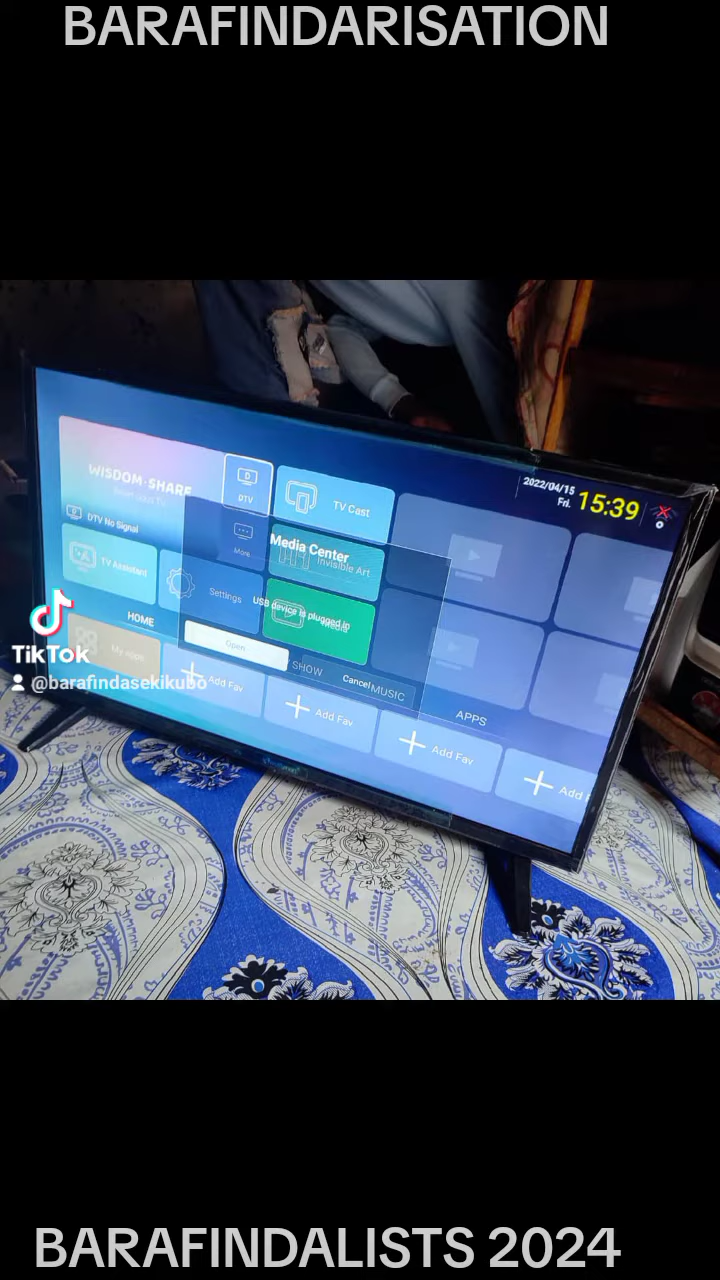 BARAFINDARISATION
2022/04/15
Fri.
15:39
WISDOM·SHARE
DTV
TV Cast
DTV No Signal
More
Media Center
Invisible Art
TV Assistant
Settings
USB device is plugged in
Media
HOME
Open
My apps
SHOW
Cancel
MUSIC
APPS
Add Fav
Add Fav
Add Fav
Add
TikTok
@barafindasekikubo
BARAFINDALISTS 2024